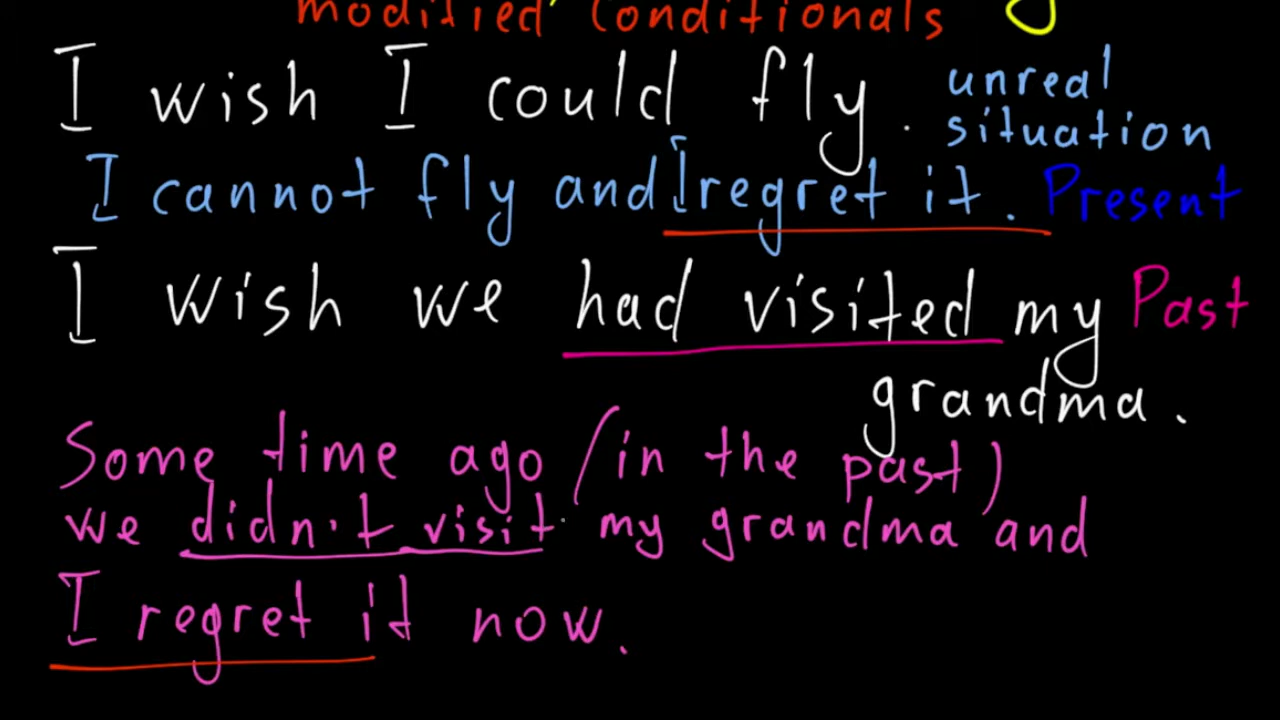 modified conditionals
I wish I could fly. unreal
situation
I cannot fly and I regret it. Present
I wish we had visited my Past
grandma.
Some time ago (in the past)
we didn't visit my grandma and
I regret it now.